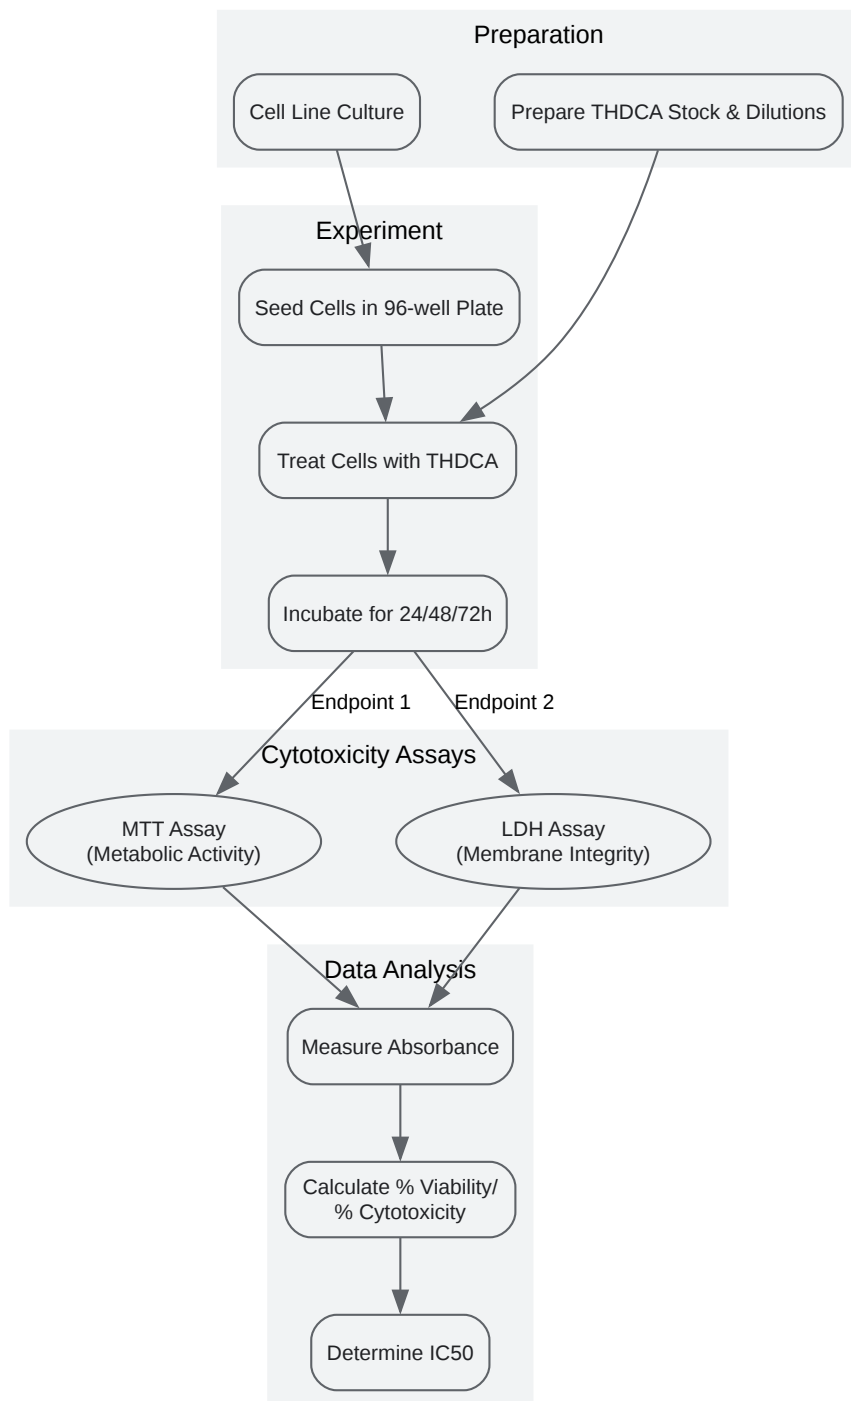 Preparation
Cell Line Culture
Prepare THDCA Stock & Dilutions
Experiment
Seed Cells in 96-well Plate
Treat Cells with THDCA
Incubate for 24/48/72h
Endpoint 1
Endpoint 2
Cytotoxicity Assays
MTT Assay
(Metabolic Activity)
LDH Assay
(Membrane Integrity)
Data Analysis
Measure Absorbance
Calculate % Viability/
% Cytotoxicity
Determine IC50